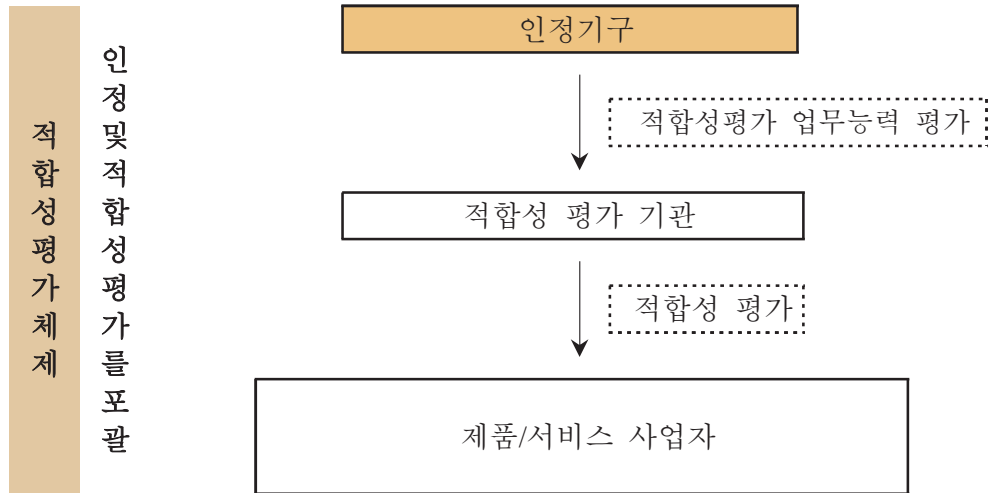 적합성평가체제
인정및적합성평가를포괄
인정기구
적합성평가 업무능력 평가
적합성 평가 기관
적합성 평가
제품/서비스 사업자